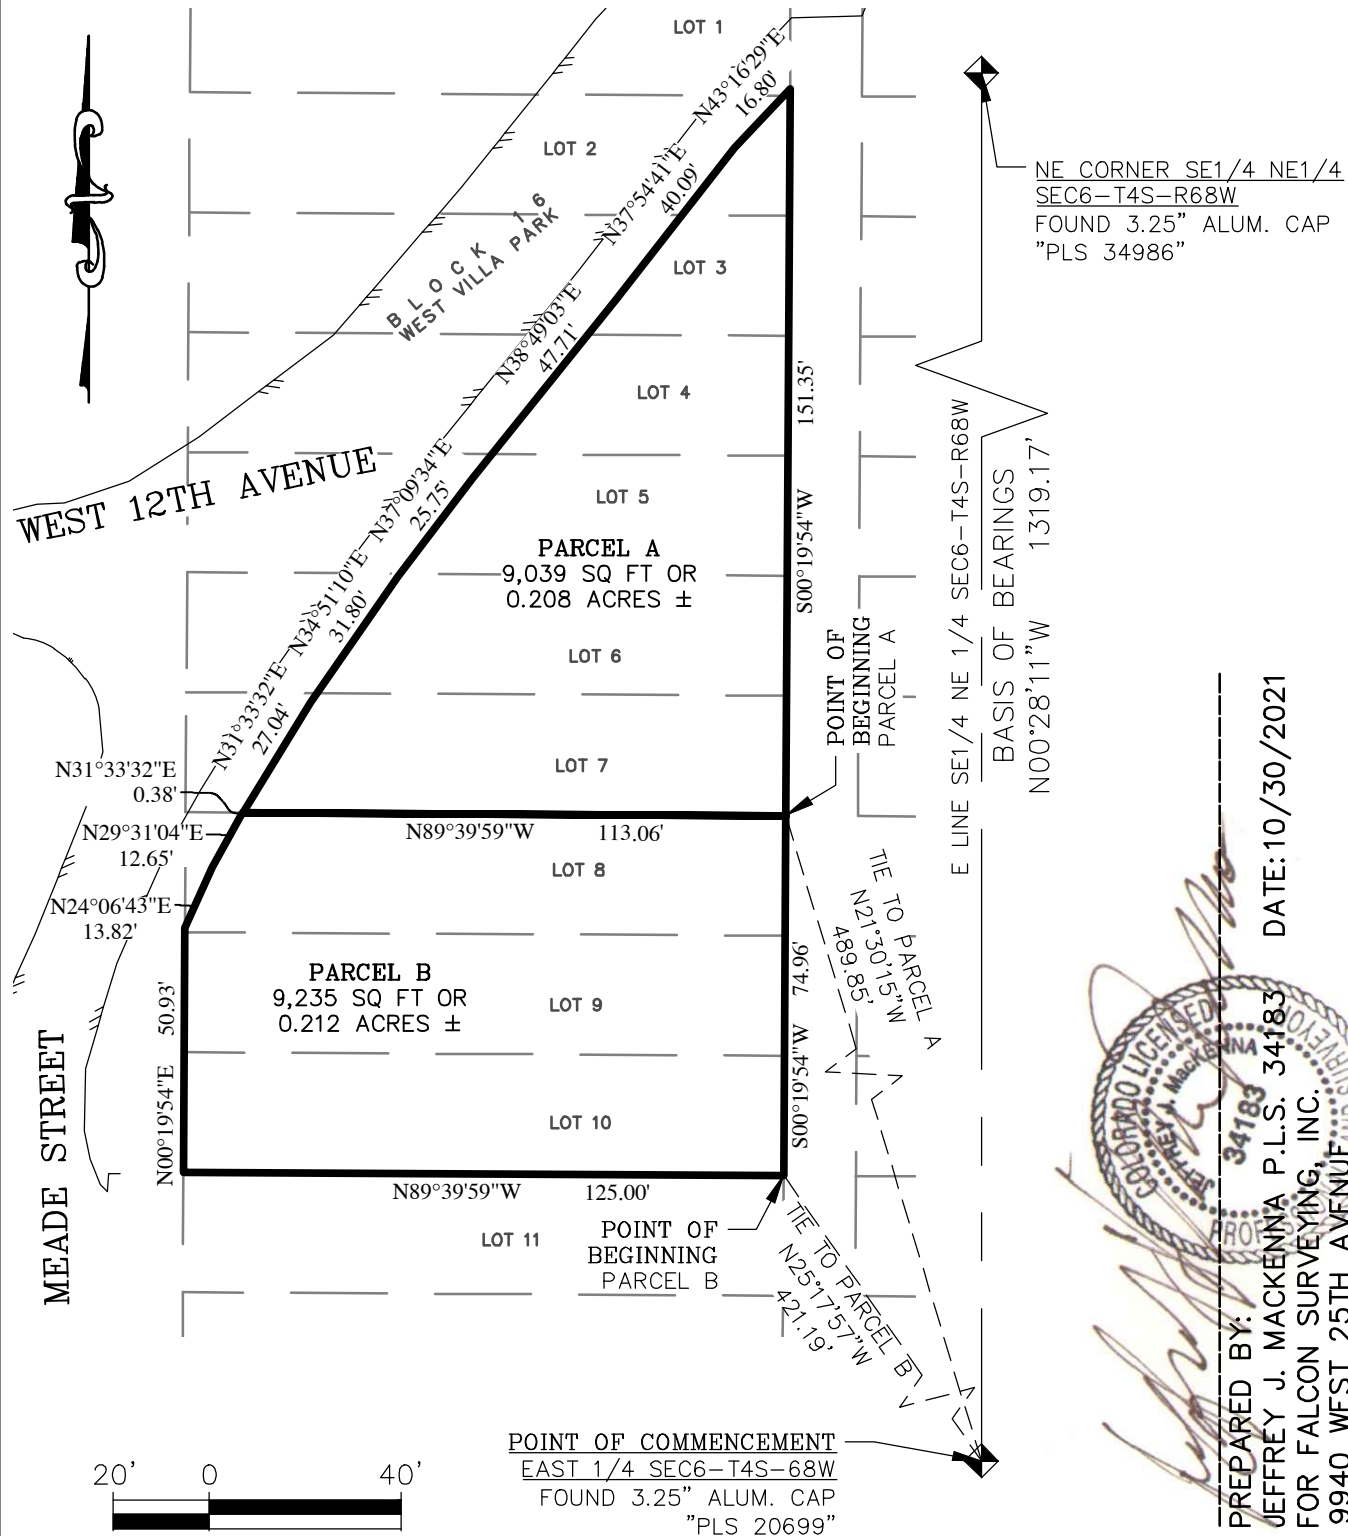 LOT 1
N43°16'29"E
16.80'
LOT 2
NE CORNER SE1/4 NE1/4
SEC6-T4S-R68W
FOUND 3.25" ALUM. CAP
"PLS 34986"
N37°54'41"E
40.09'
BLOCK 16
WEST VILLA PARK
LOT 3
N38°49'03"E
47.71'
LOT 4
151.35'
S00°19'54"W
WEST 12TH AVENUE
N37°09'34"E
25.75'
LOT 5
PARCEL A
9,039 SQ FT OR
0.208 ACRES ±
N34°51'10"E
31.80'
LOT 6
E LINE SE1/4 NE 1/4 SEC6-T4S-R68W
BASIS OF BEARINGS
N00°28'11"W 1319.17'
POINT OF
BEGINNING
PARCEL A
N31°33'32"E
27.04'
LOT 7
N31°33'32"E
0.38'
N89°39'59"W 113.06'
N29°31'04"E
12.65'
LOT 8
N24°06'43"E
13.82'
TIE TO PARCEL A
N21°30'15"W
489.85'
PARCEL B
9,235 SQ FT OR
0.212 ACRES ±
LOT 9
50.93'
N00°19'54"E
74.96'
S00°19'54"W
MEADE STREET
LOT 10
N89°39'59"W 125.00'
POINT OF
BEGINNING
PARCEL B
LOT 11
TIE TO PARCEL B
N25°17'57"W
421.19'
POINT OF COMMENCEMENT
EAST 1/4 SEC6-T4S-68W
FOUND 3.25" ALUM. CAP
"PLS 20699"
20' 0 40'
PREPARED BY:
JEFFREY J. MACKENNA P.L.S. 34183 DATE:10/30/2021
FOR FALCON SURVEYING, INC.
9940 WEST 25TH AVENUE
COLORADO LICENSED
JEFFREY J. MacKENNA
34183